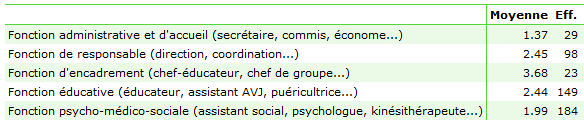 Moyenne Eff.
Fonction administrative et d'accueil (secrétaire, commis, économe...) 1.37 29
Fonction de responsable (direction, coordination...) 2.45 98
Fonction d'encadrement (chef-éducateur, chef de groupe...) 3.68 23
Fonction éducative (éducateur, assistant AVJ, puéricultrice...) 2.44 149
Fonction psycho-médico-sociale (assistant social, psychologue, kinésithérapeute...) 1.99 184